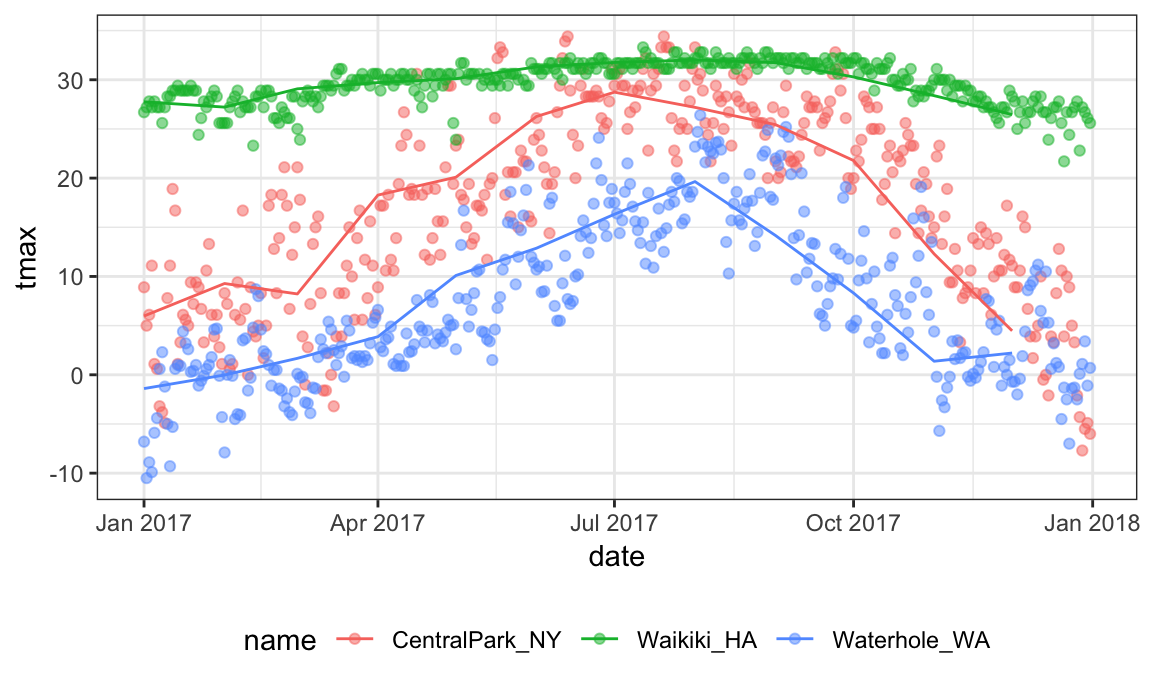 30
20
10
0
-10
tmax
Jan 2017 Apr 2017 Jul 2017 Oct 2017 Jan 2018
date
name CentralPark_NY Waikiki_HA Waterhole_WA